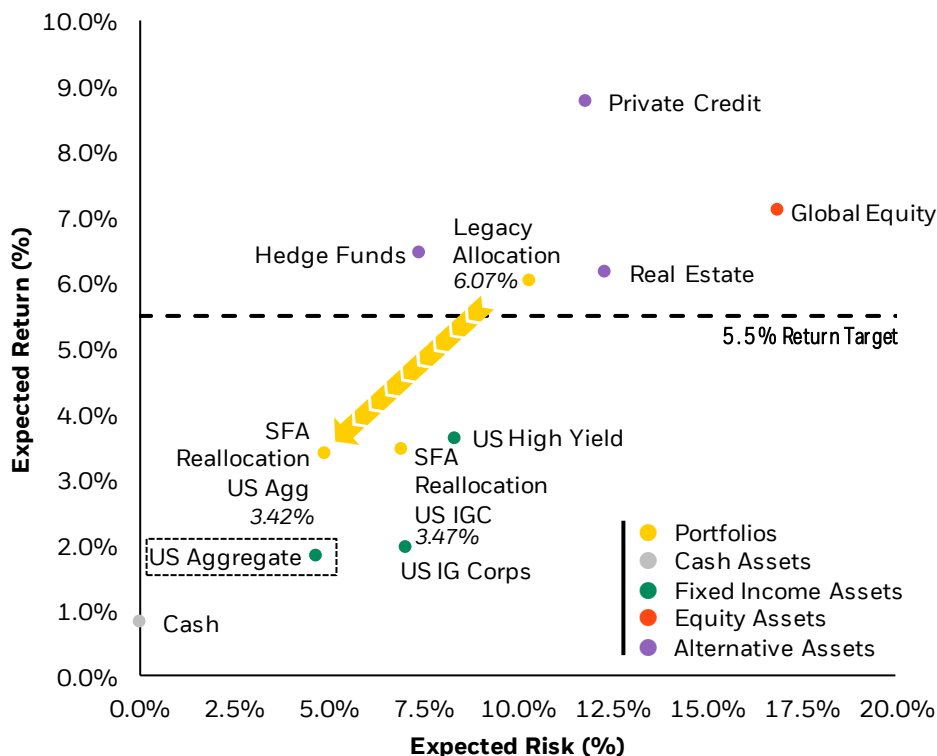 10.0%
9.0%
8.0%
7.0%
6.0%
5.0%
4.0%
3.0%
2.0%
1.0%
0.0%
Expected Return (%)
Private Credit
Global Equity
Legacy
Allocation
6.07%
Hedge Funds
Real Estate
5.5% Return Target
SFA
Reallocation
US Agg
3.42%
US High Yield
SFA
Reallocation
US IGC
3.47%
US Aggregate
US IG Corps
Cash
Portfolios
Cash Assets
Fixed Income Assets
Equity Assets
Alternative Assets
0.0% 2.5% 5.0% 7.5% 10.0% 12.5% 15.0% 17.5% 20.0%
Expected Risk (%)